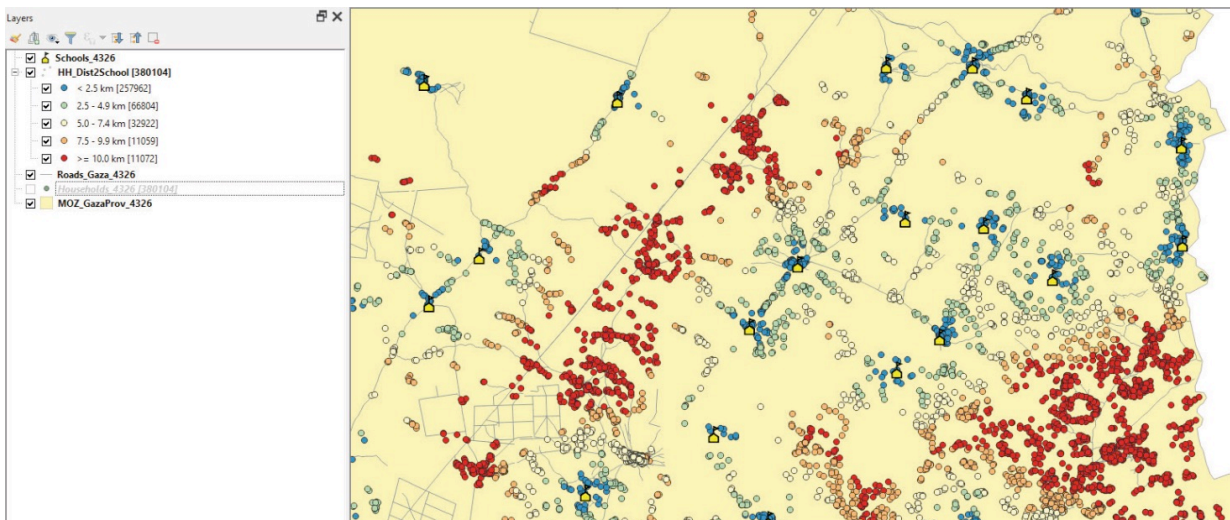 Layers
Schools_4326
HH_Dist2School [380104]
< 2.5 km [257962]
2.5 - 4.9 km [66804]
5.0 - 7.4 km [32922]
7.5 - 9.9 km [11059]
>= 10.0 km [11072]
Roads_Gaza_4326
Households_4326 [380104]
MOZ_GazaProv_4326